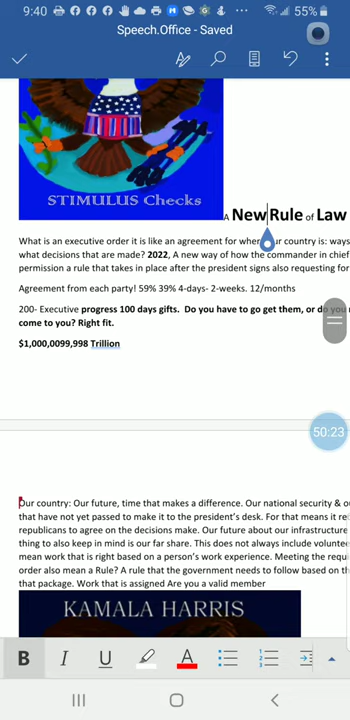 9:40
55%
Speech.Office - Saved
STIMULUS Checks
A New Rule of Law
What is an executive order it is like an agreement for wher ur country is: ways
what decisions that are made? 2022, A new way of how the commander in chief
permission a rule that takes in place after the president signs also requesting for
Agreement from each party! 59% 39% 4-days- 2-weeks. 12/months
200- Executive progress 100 days gifts. Do you have to go get them, or do you
come to you? Right fit.
$1,000,0099,998 Trillion
50:23
Our country: Our future, time that makes a difference. Our national security &
that have not yet passed to make it to the president's desk. For that means it
republicans to agree on the decisions make. Our future about our infrastructure
thing to also keep in mind is our far share. This does not always include
mean work that is right based on a person's work experience. Meeting the
order also mean a Rule? A rule that the government needs to follow based on
that package. Work that is assigned Are you a valid member
KAMALA HARRIS
B I U A